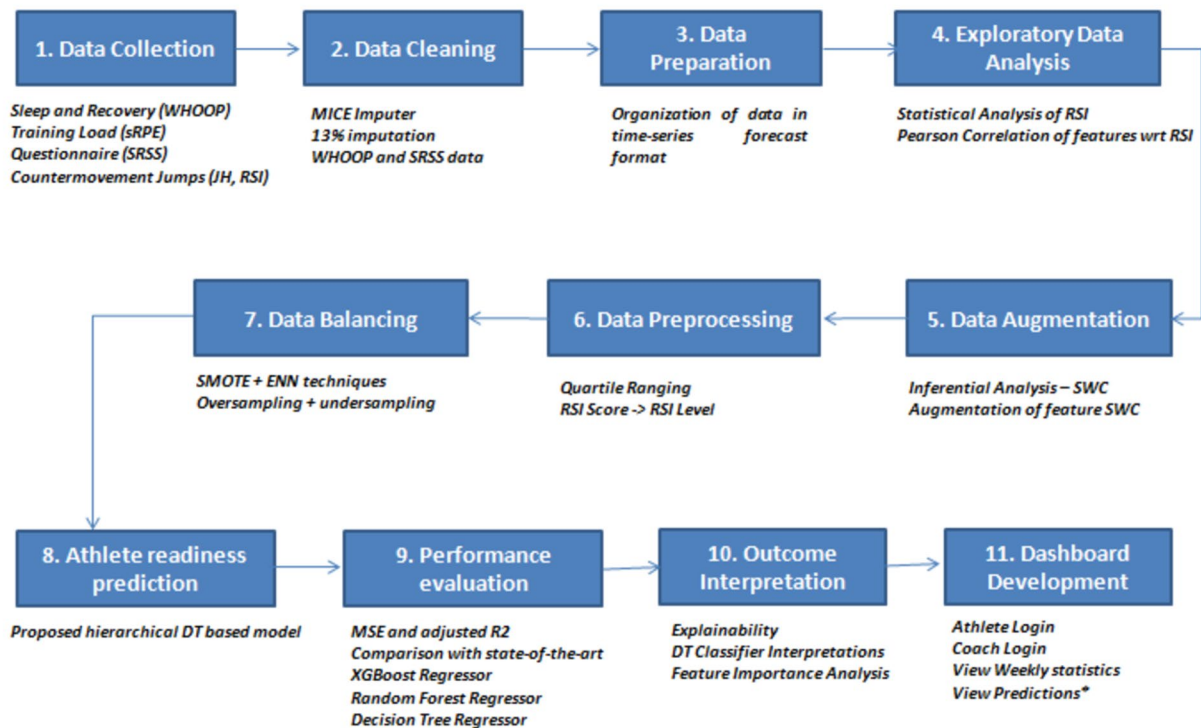 1. Data Collection
Sleep and Recovery (WHOOP)
Training Load (sRPE)
Questionnaire (SRSS)
Countermovement Jumps (JH, RSI)
2. Data Cleaning
MICE Imputer
13% imputation
WHOOP and SRSS data
3. Data
Preparation
Organization of data in
time-series forecast
format
4. Exploratory Data
Analysis
Statistical Analysis of RSI
Pearson Correlation of features wrt RSI
5. Data Augmentation
Inferential Analysis – SWC
Augmentation of feature SWC
6. Data Preprocessing
Quartile Ranging
RSI Score -> RSI Level
7. Data Balancing
SMOTE + ENN techniques
Oversampling + undersampling
8. Athlete readiness
prediction
Proposed hierarchical DT based model
9. Performance
evaluation
MSE and adjusted R2
Comparison with state-of-the-art
XGBoost Regressor
Random Forest Regressor
Decision Tree Regressor
10. Outcome
Interpretation
Explainability
DT Classifier Interpretations
Feature Importance Analysis
11. Dashboard
Development
Athlete Login
Coach Login
View Weekly statistics
View Predictions*